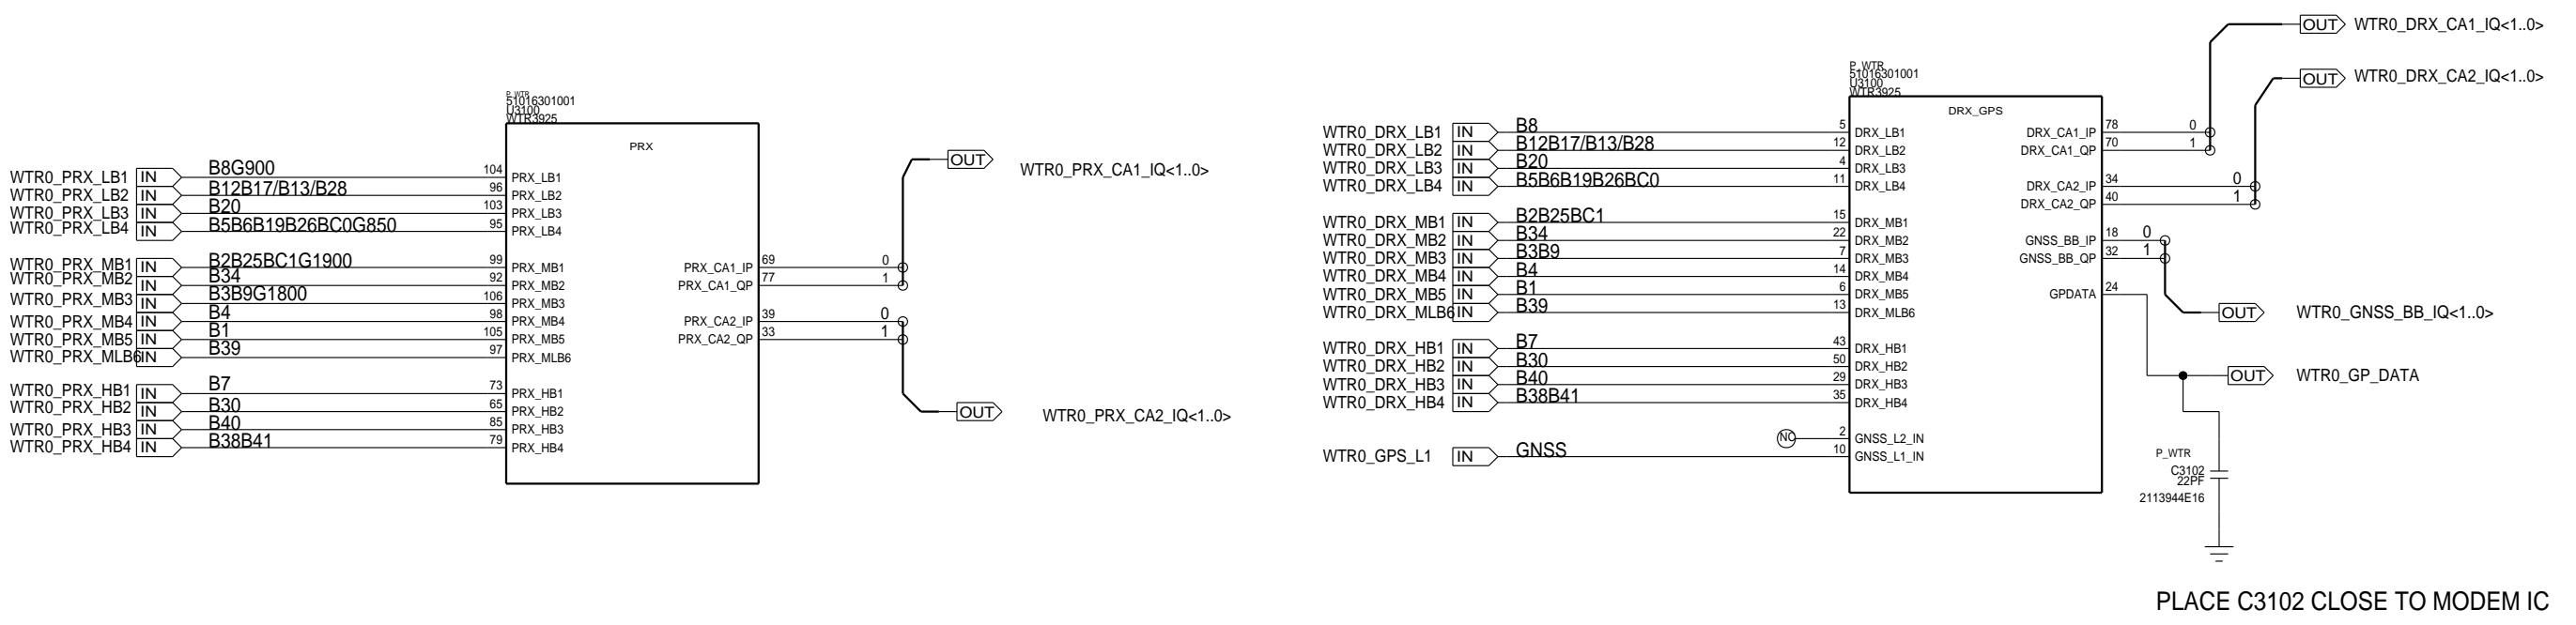 P_WTR
51016301001
U3100
WTR3925
PRX
WTR0_PRX_LB1 IN B8G900 104 PRX_LB1
WTR0_PRX_LB2 IN B12B17/B13/B28 96 PRX_LB2
WTR0_PRX_LB3 IN B20 103 PRX_LB3
WTR0_PRX_LB4 IN B5B6B19B26BC0G850 95 PRX_LB4
WTR0_PRX_MB1 IN B2B25BC1G1900 99 PRX_MB1
WTR0_PRX_MB2 IN B34 92 PRX_MB2
WTR0_PRX_MB3 IN B3B9G1800 106 PRX_MB3
WTR0_PRX_MB4 IN B4 98 PRX_MB4
WTR0_PRX_MB5 IN B1 105 PRX_MB5
WTR0_PRX_MLB6 IN B39 97 PRX_MLB6
WTR0_PRX_HB1 IN B7 73 PRX_HB1
WTR0_PRX_HB2 IN B30 65 PRX_HB2
WTR0_PRX_HB3 IN B40 85 PRX_HB3
WTR0_PRX_HB4 IN B38B41 79 PRX_HB4
PRX_CA1_IP 69 0
PRX_CA1_QP 77 1
PRX_CA2_IP 39 0
PRX_CA2_QP 33 1
OUT WTR0_PRX_CA1_IQ<1..0>
OUT WTR0_PRX_CA2_IQ<1..0>
P_WTR
51016301001
U3100
WTR3925
DRX_GPS
WTR0_DRX_LB1 IN B8 5 DRX_LB1
WTR0_DRX_LB2 IN B12B17/B13/B28 12 DRX_LB2
WTR0_DRX_LB3 IN B20 4 DRX_LB3
WTR0_DRX_LB4 IN B5B6B19B26BC0 11 DRX_LB4
WTR0_DRX_MB1 IN B2B25BC1 15 DRX_MB1
WTR0_DRX_MB2 IN B34 22 DRX_MB2
WTR0_DRX_MB3 IN B3B9 7 DRX_MB3
WTR0_DRX_MB4 IN B4 14 DRX_MB4
WTR0_DRX_MB5 IN B1 6 DRX_MB5
WTR0_DRX_MLB6 IN B39 13 DRX_MLB6
WTR0_DRX_HB1 IN B7 43 DRX_HB1
WTR0_DRX_HB2 IN B30 50 DRX_HB2
WTR0_DRX_HB3 IN B40 29 DRX_HB3
WTR0_DRX_HB4 IN B38B41 35 DRX_HB4
NC 2 GNSS_L2_IN
WTR0_GPS_L1 IN GNSS 10 GNSS_L1_IN
DRX_CA1_IP 78 0
DRX_CA1_QP 70 1
DRX_CA2_IP 34 0
DRX_CA2_QP 40 1
GNSS_BB_IP 18 0
GNSS_BB_QP 32 1
GPDATA 24
OUT WTR0_DRX_CA1_IQ<1..0>
OUT WTR0_DRX_CA2_IQ<1..0>
OUT WTR0_GNSS_BB_IQ<1..0>
OUT WTR0_GP_DATA
P_WTR
C3102
22PF
2113944E16
PLACE C3102 CLOSE TO MODEM IC